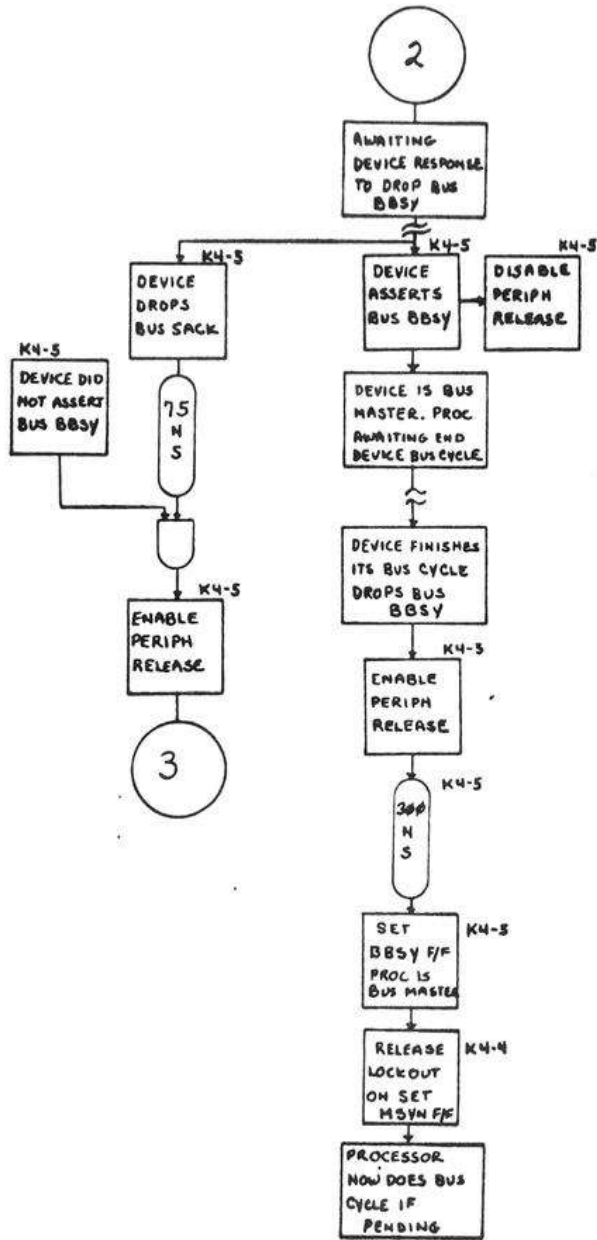 2
AWAITING
DEVICE RESPONSE
TO DROP BUS
BBSY
K4-5
DEVICE
DROPS
BUS SACK
K4-5
DEVICE
ASSERTS
BUS BBSY
K4-5
DISABLE
PERIPH
RELEASE
K4-5
DEVICE DID
NOT ASSERT
BUS BBSY
75
N
S
DEVICE IS BUS
MASTER. PROC
AWAITING END
DEVICE BUS CYCLE
K4-5
ENABLE
PERIPH
RELEASE
3
DEVICE FINISHES
ITS BUS CYCLE
DROPS BUS
BBSY
K4-5
ENABLE
PERIPH
RELEASE
K4-5
300
N
S
SET
BBSY F/F
PROC IS
BUS MASTER
K4-5
RELEASE
LOCKOUT
ON SET
MSYN F/F
K4-4
PROCESSOR
NOW DOES BUS
CYCLE IF
PENDING